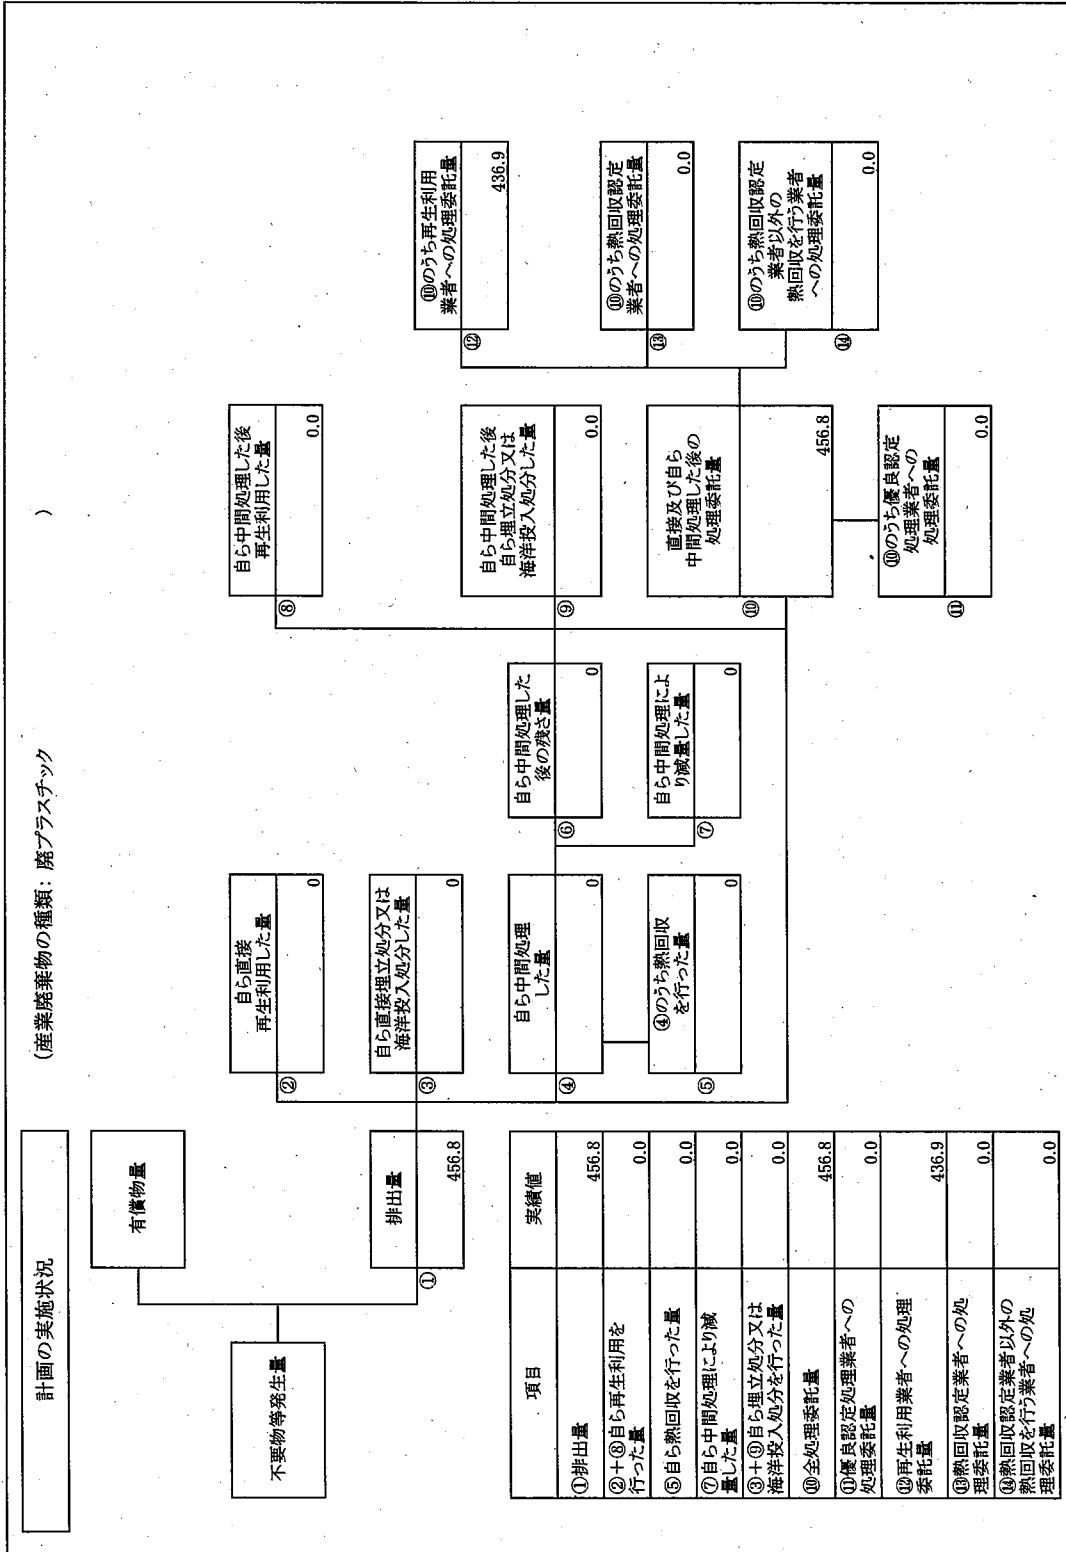 計画の実施状況
(産業廃棄物の種類: 廃プラスチック
)
不要物等発生量
有償物量
①
排出量
456.8
②
自ら直接
再生利用した量
0
③
自ら直接埋立処分又は
海洋投入処分した量
0
④
自ら中間処理
した量
0
⑤
④のうち熱回収
を行った量
0
⑥
自ら中間処理した
後の残さ量
0
⑦
自ら中間処理によ
り減量した量
0
⑧
自ら中間処理した後
再生利用した量
0.0
⑨
自ら中間処理した後
自ら埋立処分又は
海洋投入処分した量
0.0
⑩
直接及び自ら
中間処理した後の
処理委託量
456.8
⑪
⑩のうち優良認定
処理業者への
処理委託量
0.0
⑫
⑩のうち再生利用
業者への処理委託量
436.9
⑬
⑩のうち熱回収認定
業者への処理委託量
0.0
⑭
⑩のうち熱回収認定
業者以外の
熱回収を行う業者
への処理委託量
0.0
項目 実績値
①排出量 456.8
②+⑧自ら再生利用を
行った量 0.0
⑤自ら熱回収を行った量 0.0
⑦自ら中間処理により減
量した量 0.0
③+⑨自ら埋立処分又は
海洋投入処分を行った量 0.0
⑩全処理委託量 456.8
⑪優良認定処理業者への
処理委託量 0.0
⑫再生利用業者への処理
委託量 436.9
⑬熱回収認定業者への処
理委託量 0.0
⑭熱回収認定業者以外の
熱回収を行う業者への処
理委託量 0.0